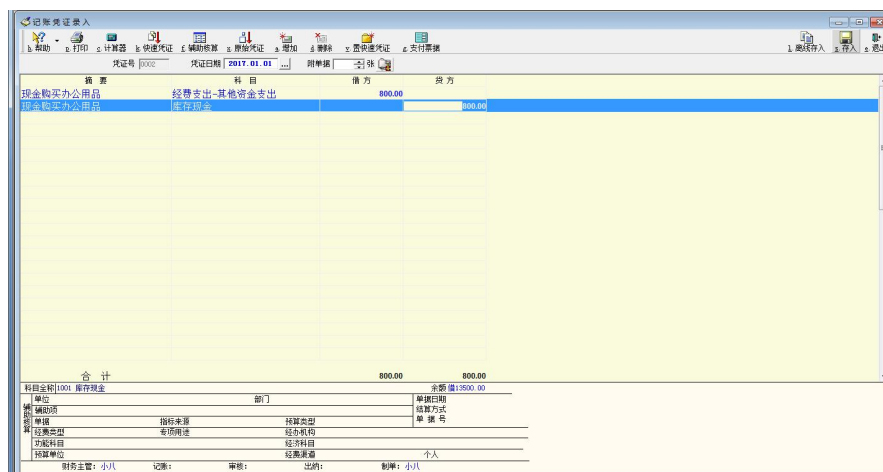 记账凭证录入
h 帮助 p 打印 c 计算器 k 快速凭证 f 辅助核算 x 原始凭证 a 增加 d 删除 y 置快速凭证 z 支付票据 l 离线存入 s 存入 e 退出
凭证号 0002 凭证日期 2017.01.01 ... 附单据 张
摘 要 科 目 借 方 贷 方
现金购买办公用品 经费支出-其他资金支出 800.00
现金购买办公用品 库存现金 800.00
合 计 800.00 800.00
科目全称 1001 库存现金 余额 借13500.00
辅助核算
单位 部门 单据日期
辅助项 结算方式
单据 指标来源 预算类型 单 据 号
经费类型 专项用途 经办机构
功能科目 经济科目
预算单位 经费渠道 个人
财务主管: 小八 记账: 审核: 出纳: 制单: 小八